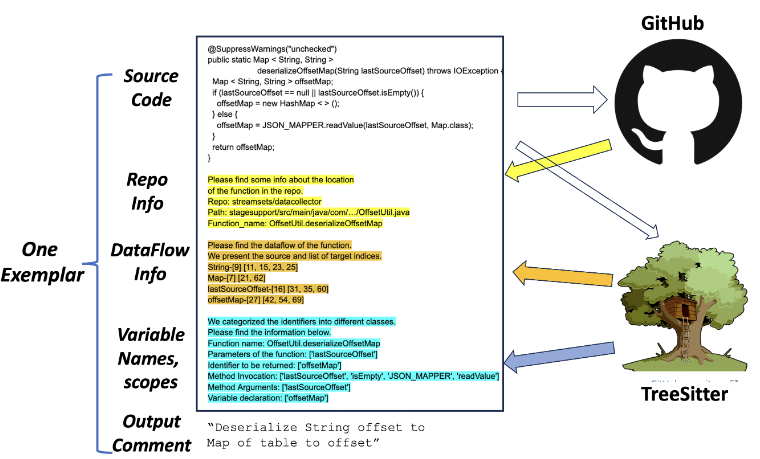 GitHub
@SuppressWarnings("unchecked")
public static Map < String, String >
deserializeOffsetMap(String lastSourceOffset) throws IOException {
Map < String, String > offsetMap;
if (lastSourceOffset == null || lastSourceOffset.isEmpty()) {
offsetMap = new HashMap < > ();
} else {
offsetMap = JSON_MAPPER.readValue(lastSourceOffset, Map.class);
}
return offsetMap;
}
Source
Code
Repo
Info
Please find some info about the location
of the function in the repo.
Repo: streamsets/datacollector
Path: stagesupport/src/main/java/com/.../OffsetUtil.java
Function_name: OffsetUtil.deserializeOffsetMap
One
Exemplar
DataFlow
Info
Please find the dataflow of the function.
We present the source and list of target indices.
String-[9] [11, 15, 23, 25]
Map-[7] [21, 62]
lastSourceOffset-[16] [31, 35, 60]
offsetMap-[27] [42, 54, 69]
Variable
Names,
scopes
We categorized the identifiers into different classes.
Please find the information below.
Function name: OffsetUtil.deserializeOffsetMap
Parameters of the function: ['lastSourceOffset']
Identifier to be returned: ['offsetMap']
Method Invocation: ['lastSourceOffset', 'isEmpty', 'JSON_MAPPER', 'readValue']
Method Arguments: ['lastSourceOffset']
Variable declaration: ['offsetMap']
TreeSitter
Output
Comment
“Deserialize String offset to
Map of table to offset”